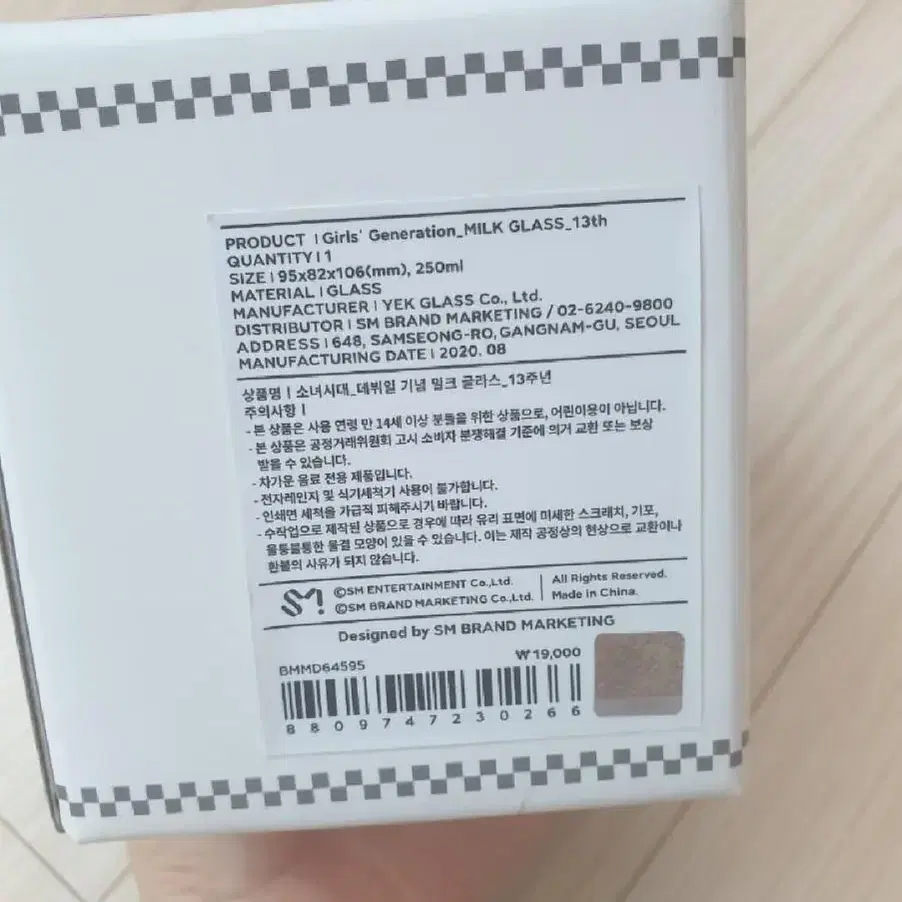 PRODUCT | Girls' Generation_MILK GLASS_13th
QUANTITY | 1
SIZE | 95x82x106(mm), 250ml
MATERIAL | GLASS
MANUFACTURER | YEK GLASS Co., Ltd.
DISTRIBUTOR | SM BRAND MARKETING / 02-6240-9800
ADDRESS | 648, SAMSEONG-RO, GANGNAM-GU, SEOUL
MANUFACTURING DATE | 2020. 08
상품명 | 소녀시대_데뷔일 기념 밀크 글라스_13주년
주의사항 |
- 본 상품은 사용 연령 만 14세 이상 분들을 위한 상품으로, 어린이용이 아닙니다.
- 본 상품은 공정거래위원회 고시 소비자 분쟁해결 기준에 의거 교환 또는 보상
받을 수 있습니다.
- 차가운 음료 전용 제품입니다.
- 전자레인지 및 식기세척기 사용이 불가합니다.
- 인쇄면 세척을 가급적 피해주시기 바랍니다.
- 수작업으로 제작된 상품으로 경우에 따라 유리 표면에 미세한 스크래치, 기포,
울퉁불퉁한 물결 모양이 있을 수 있습니다. 이는 제작 공정상의 현상으로 교환이나
환불의 사유가 되지 않습니다.
SM!
©SM ENTERTAINMENT Co.,Ltd.
©SM BRAND MARKETING Co.,Ltd.
All Rights Reserved.
Made in China.
Designed by SM BRAND MARKETING
BMMD64595
₩19,000
8809747230266